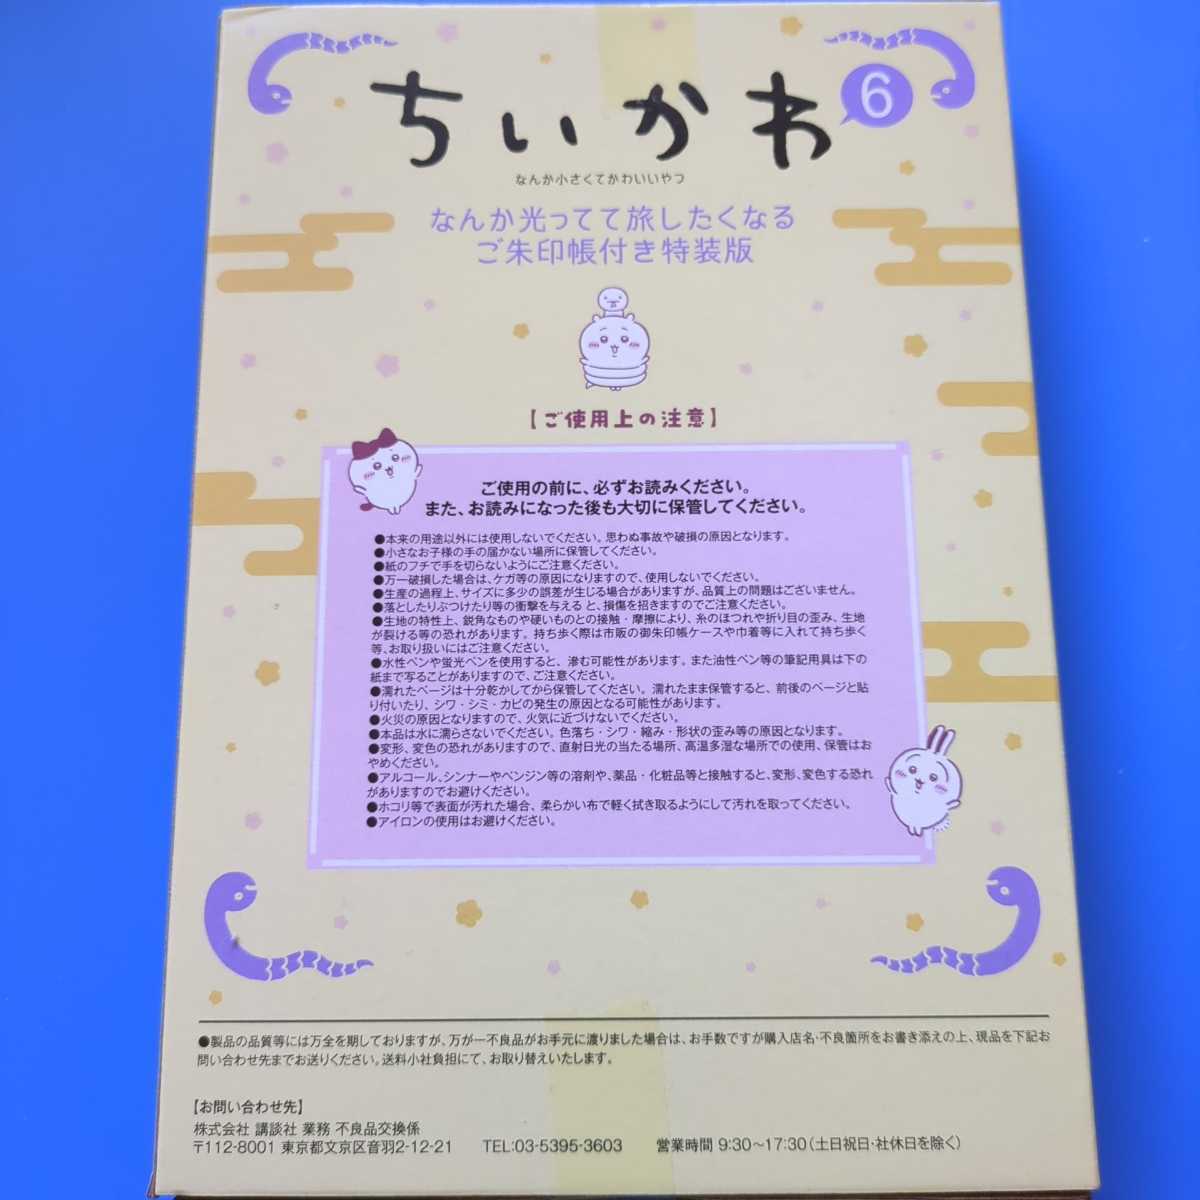 ちいかわ 6
なんか小さくてかわいいやつ
なんか光ってて旅したくなる
ご朱印帳付き特装版
【ご使用上の注意】
ご使用の前に、必ずお読みください。
また、お読みになった後も大切に保管してください。
●本来の用途以外には使用しないでください。思わぬ事故や破損の原因となります。
●小さなお子様の手の届かない場所に保管してください。
●紙のフチで手を切らないようにご注意ください。
●万一破損した場合は、ケガ等の原因になりますので、使用しないでください。
●生産の過程上、サイズに多少の誤差が生じる場合がありますが、品質上の問題はございません。
●落としたりぶつけたり等の衝撃を与えると、損傷を招きますのでご注意ください。
●生地の特性上、鋭角なものや硬いものとの接触・摩擦により、糸のほつれや折り目の歪み、生地
が裂ける等の恐れがあります。持ち歩く際は市販の御朱印帳ケースや巾着等に入れて持ち歩く
等、お取り扱いにはご注意ください。
●水性ペンや蛍光ペンを使用すると、滲む可能性があります。また油性ペン等の筆記用具は下の
紙まで写ることがありますので、ご注意ください。
●濡れたページは十分乾かしてから保管してください。濡れたまま保管すると、前後のページと貼
り付いたり、シワ・シミ・カビの発生の原因となる可能性があります。
●火災の原因となりますので、火気に近づけないでください。
●本品は水に濡らさないでください。色落ち・シワ・縮み・形状の歪み等の原因となります。
●変形、変色の恐れがありますので、直射日光の当たる場所、高温多湿な場所での使用、保管はお
やめください。
●アルコール、シンナーやベンジン等の溶剤や、薬品・化粧品等と接触すると、変形、変色する恐れ
がありますのでお避けください。
●ホコリ等で表面が汚れた場合、柔らかい布で軽く拭き取るようにして汚れを取ってください。
●アイロンの使用はお避けください。
●製品の品質等には万全を期しておりますが、万が一不良品がお手元に渡りました場合は、お手数ですが購入店名・不良箇所をお書き添えの上、現品を下記お
問い合わせ先までお送りください。送料小社負担にて、お取り替えいたします。
【お問い合わせ先】
株式会社 講談社 業務 不良品交換係
〒112-8001 東京都文京区音羽2-12-21 TEL:03-5395-3603 営業時間 9:30～17:30(土日祝日・社休日を除く)